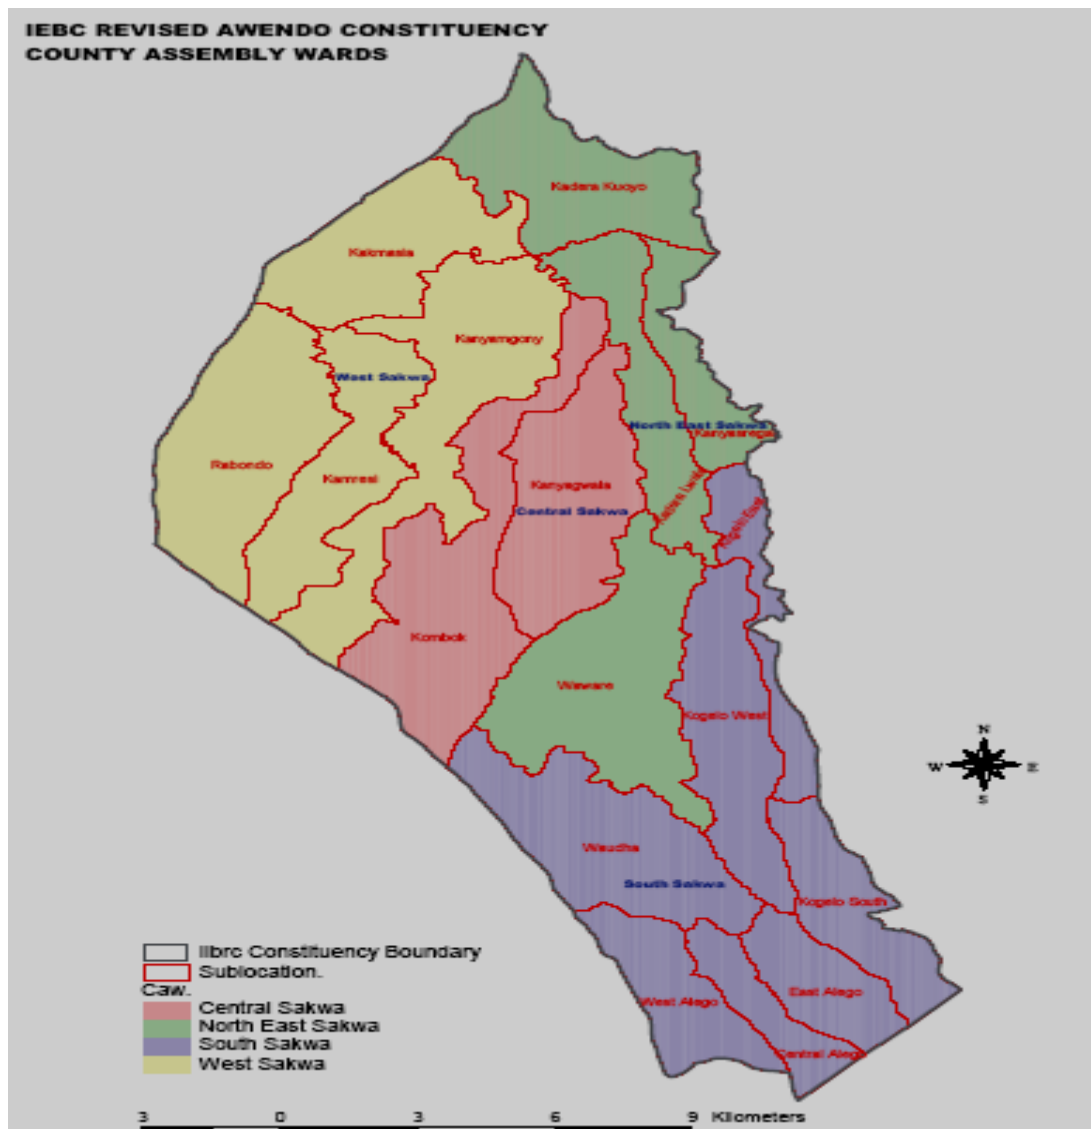 IEBC REVISED AWENDO CONSTITUENCY
COUNTY ASSEMBLY WARDS
Kadera Kuoyo
Kakmasia
Kanyamgony
West Sakwa
North East Sakwa
Rabondo
Kamresi
Kanyagwala
Central Sakwa
Kombok
Waware
Kogelo West
N
W
E
S
Waudha
South Sakwa
Kogelo South
East Alego
West Alego
Central Alego
Iibrc Constituency Boundary
Sublocation.
Caw.
Central Sakwa
North East Sakwa
South Sakwa
West Sakwa
3 0 3 6 9 Kilometers